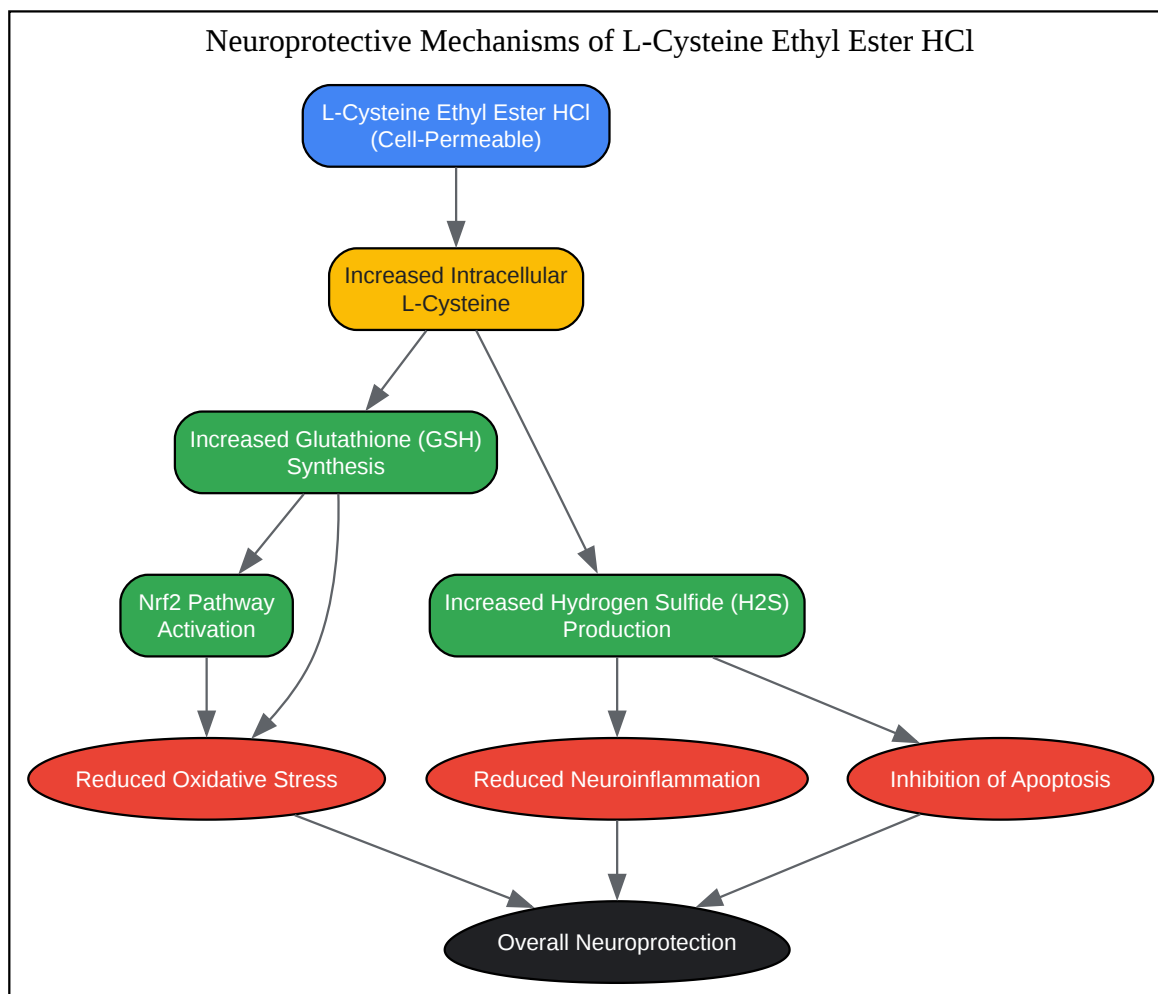 Neuroprotective Mechanisms of L-Cysteine Ethyl Ester HCl
L-Cysteine Ethyl Ester HCl
(Cell-Permeable)
Increased Intracellular
L-Cysteine
Increased Glutathione (GSH)
Synthesis
Nrf2 Pathway
Activation
Increased Hydrogen Sulfide (H2S)
Production
Reduced Oxidative Stress
Reduced Neuroinflammation
Inhibition of Apoptosis
Overall Neuroprotection